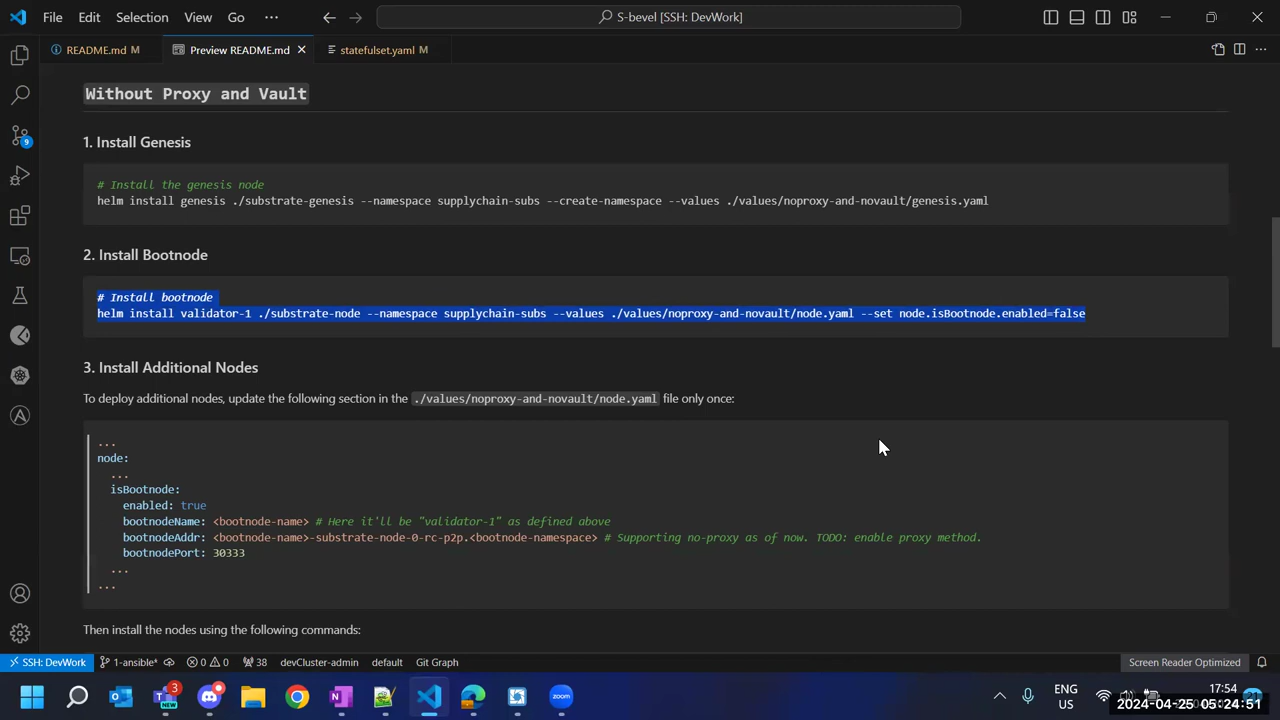 File Edit Selection View Go ··· S-bevel [SSH: DevWork]
README.md M Preview README.md statefulset.yaml M
Without Proxy and Vault
1. Install Genesis
# Install the genesis node
helm install genesis ./substrate-genesis --namespace supplychain-subs --create-namespace --values ./values/noproxy-and-novault/genesis.yaml
2. Install Bootnode
# Install bootnode
helm install validator-1 ./substrate-node --namespace supplychain-subs --values ./values/noproxy-and-novault/node.yaml --set node.isBootnode.enabled=false
3. Install Additional Nodes
To deploy additional nodes, update the following section in the ./values/noproxy-and-novault/node.yaml file only once:
...
node:
...
isBootnode:
enabled: true
bootnodeName: <bootnode-name> # Here it'll be "validator-1" as defined above
bootnodeAddr: <bootnode-name>-substrate-node-0-rc-p2p.<bootnode-namespace> # Supporting no-proxy as of now. TODO: enable proxy method.
bootnodePort: 30333
...
...
Then install the nodes using the following commands:
9
SSH: DevWork 1-ansible* 0 0 38 devCluster-admin default Git Graph Screen Reader Optimized
3 NEW zoom ENG US 17:54
2024-04-25 05:24:51